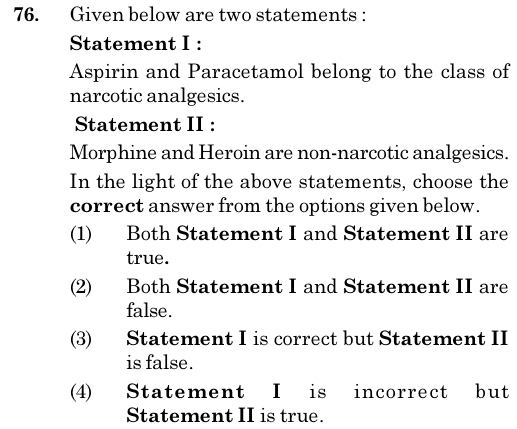 76. Given below are two statements :
Statement I :
Aspirin and Paracetamol belong to the class of
narcotic analgesics.
Statement II :
Morphine and Heroin are non-narcotic analgesics.
In the light of the above statements, choose the
correct answer from the options given below.
(1) Both Statement I and Statement II are
true.
(2) Both Statement I and Statement II are
false.
(3) Statement I is correct but Statement II
is false.
(4) Statement I is incorrect but
Statement II is true.